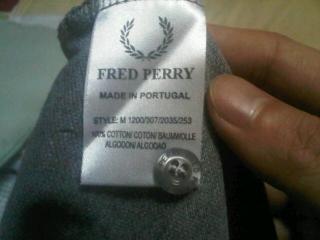 FRED PERRY
MADE IN PORTUGAL
STYLE: M 1200/307/2035/253
100% COTTON/ COTON/ BAUMWOLLE
ALGODON/ ALGODAO